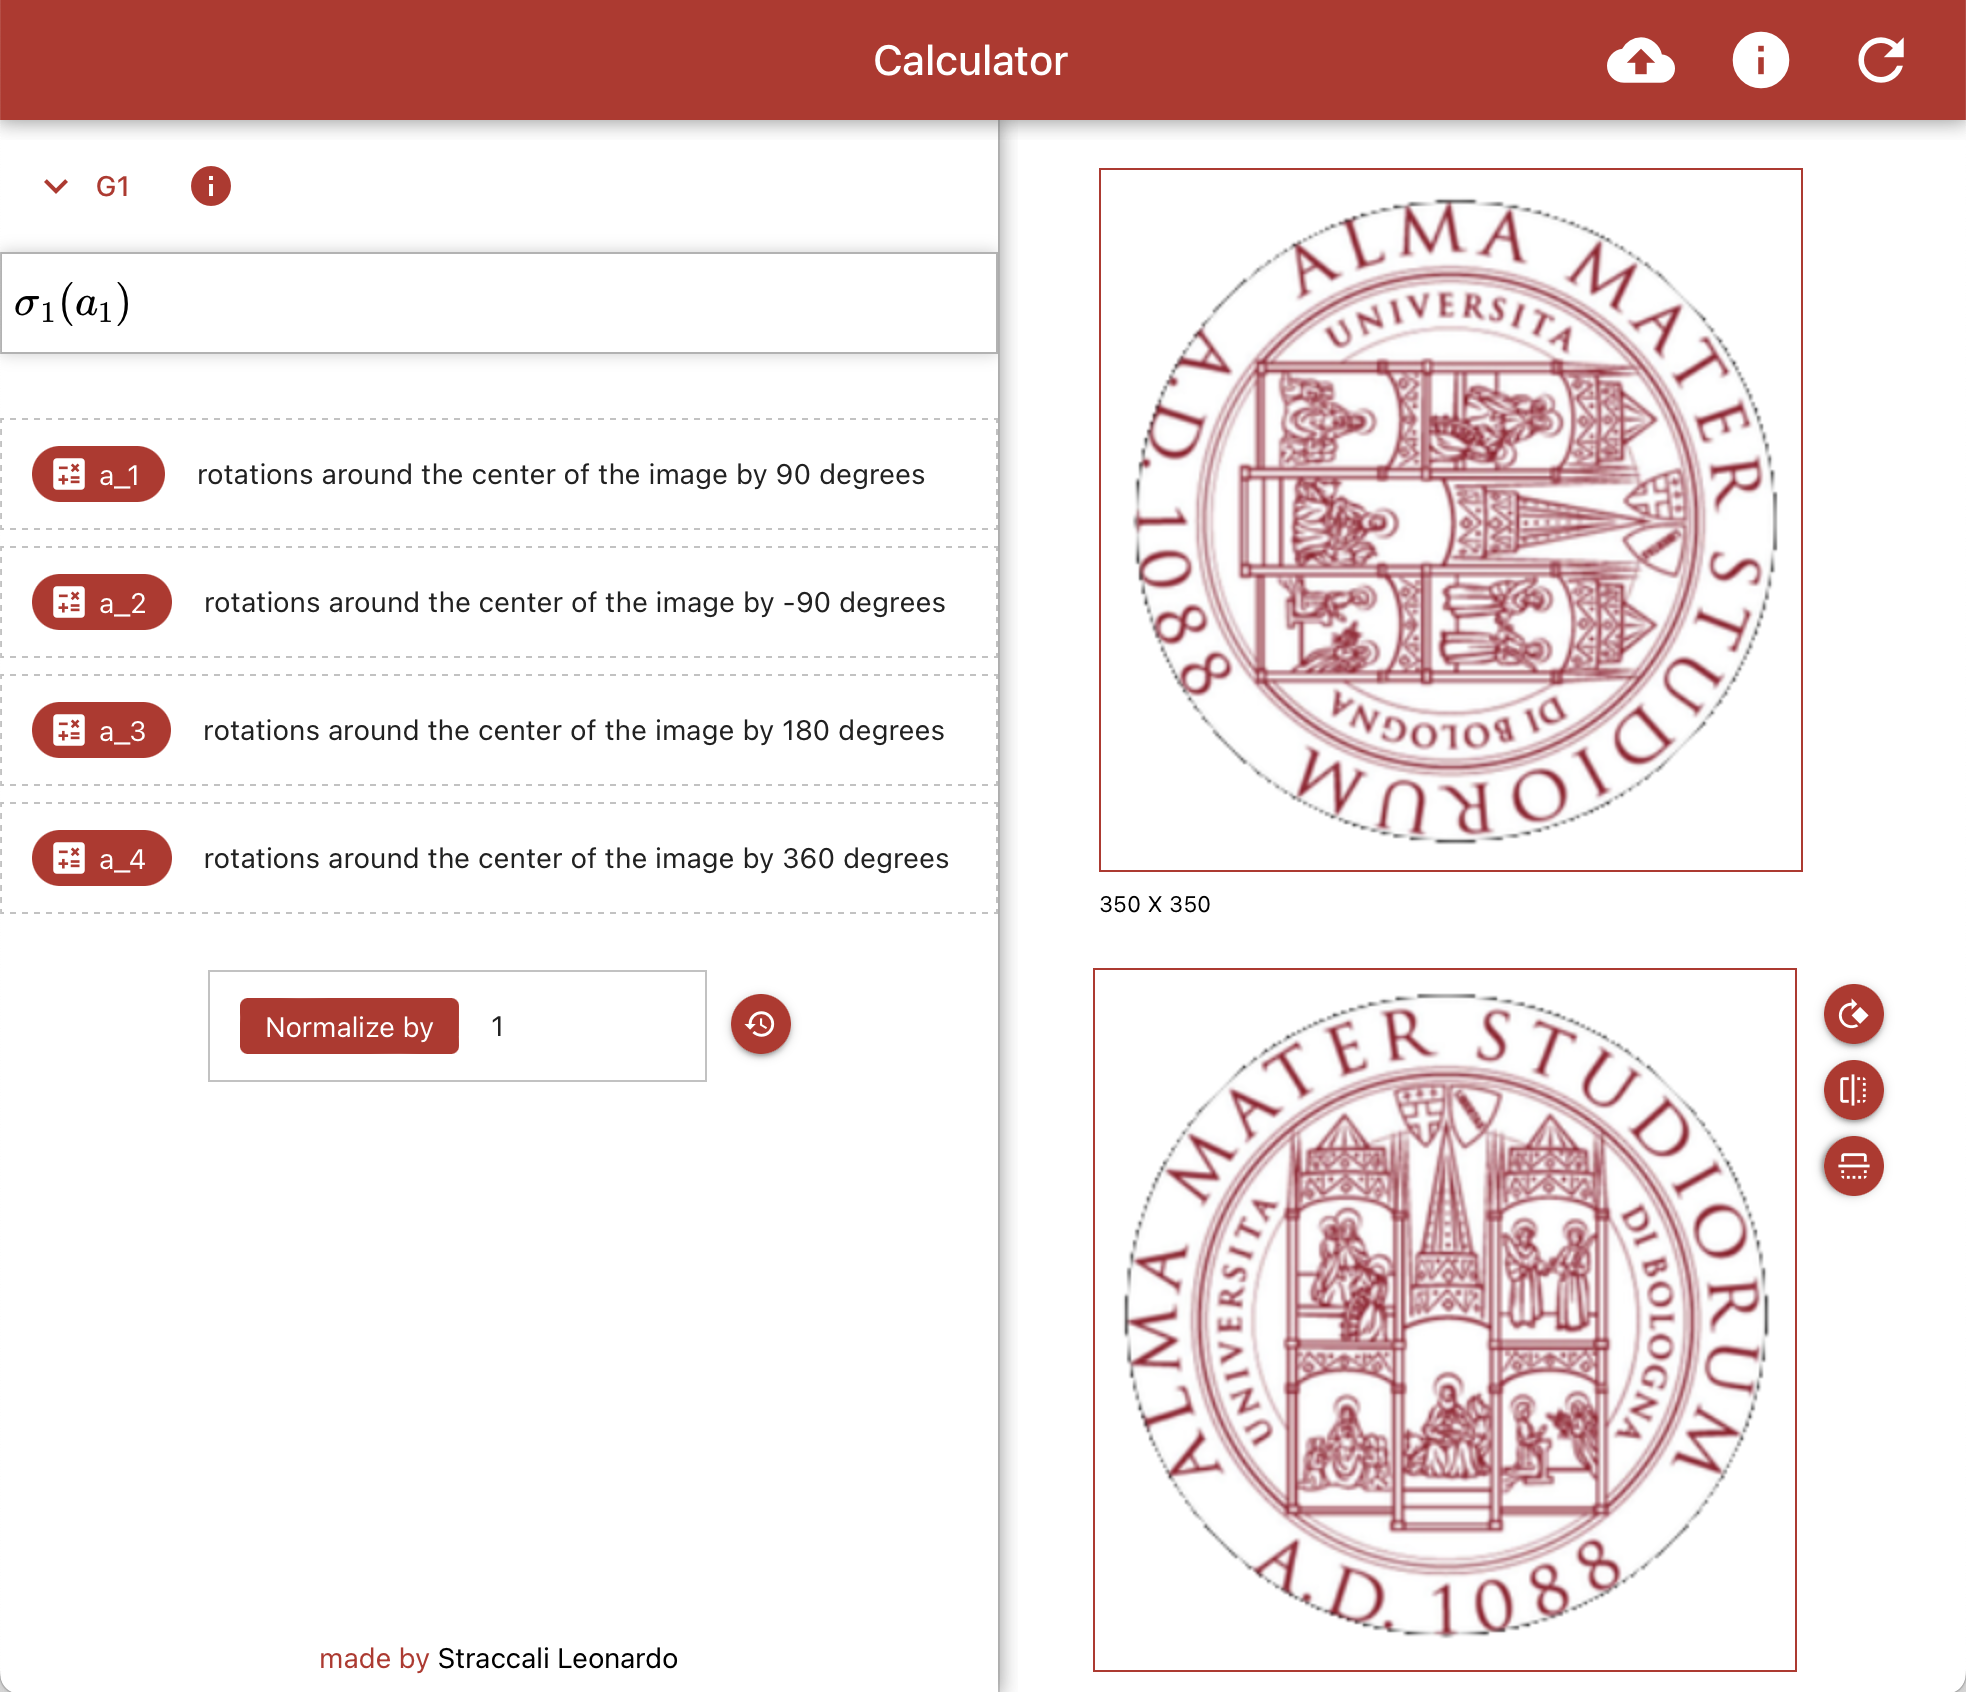 Calculator
G1
σ₁(a₁)
a_1 rotations around the center of the image by 90 degrees
a_2 rotations around the center of the image by -90 degrees
a_3 rotations around the center of the image by 180 degrees
a_4 rotations around the center of the image by 360 degrees
Normalize by 1
made by Straccali Leonardo
ALMA MATER STUDIORUM
A.D. 1088
UNIVERSITA
DI BOLOGNA
350 X 350
ALMA MATER STUDIORUM
A.D. 1088
UNIVERSITA
DI BOLOGNA